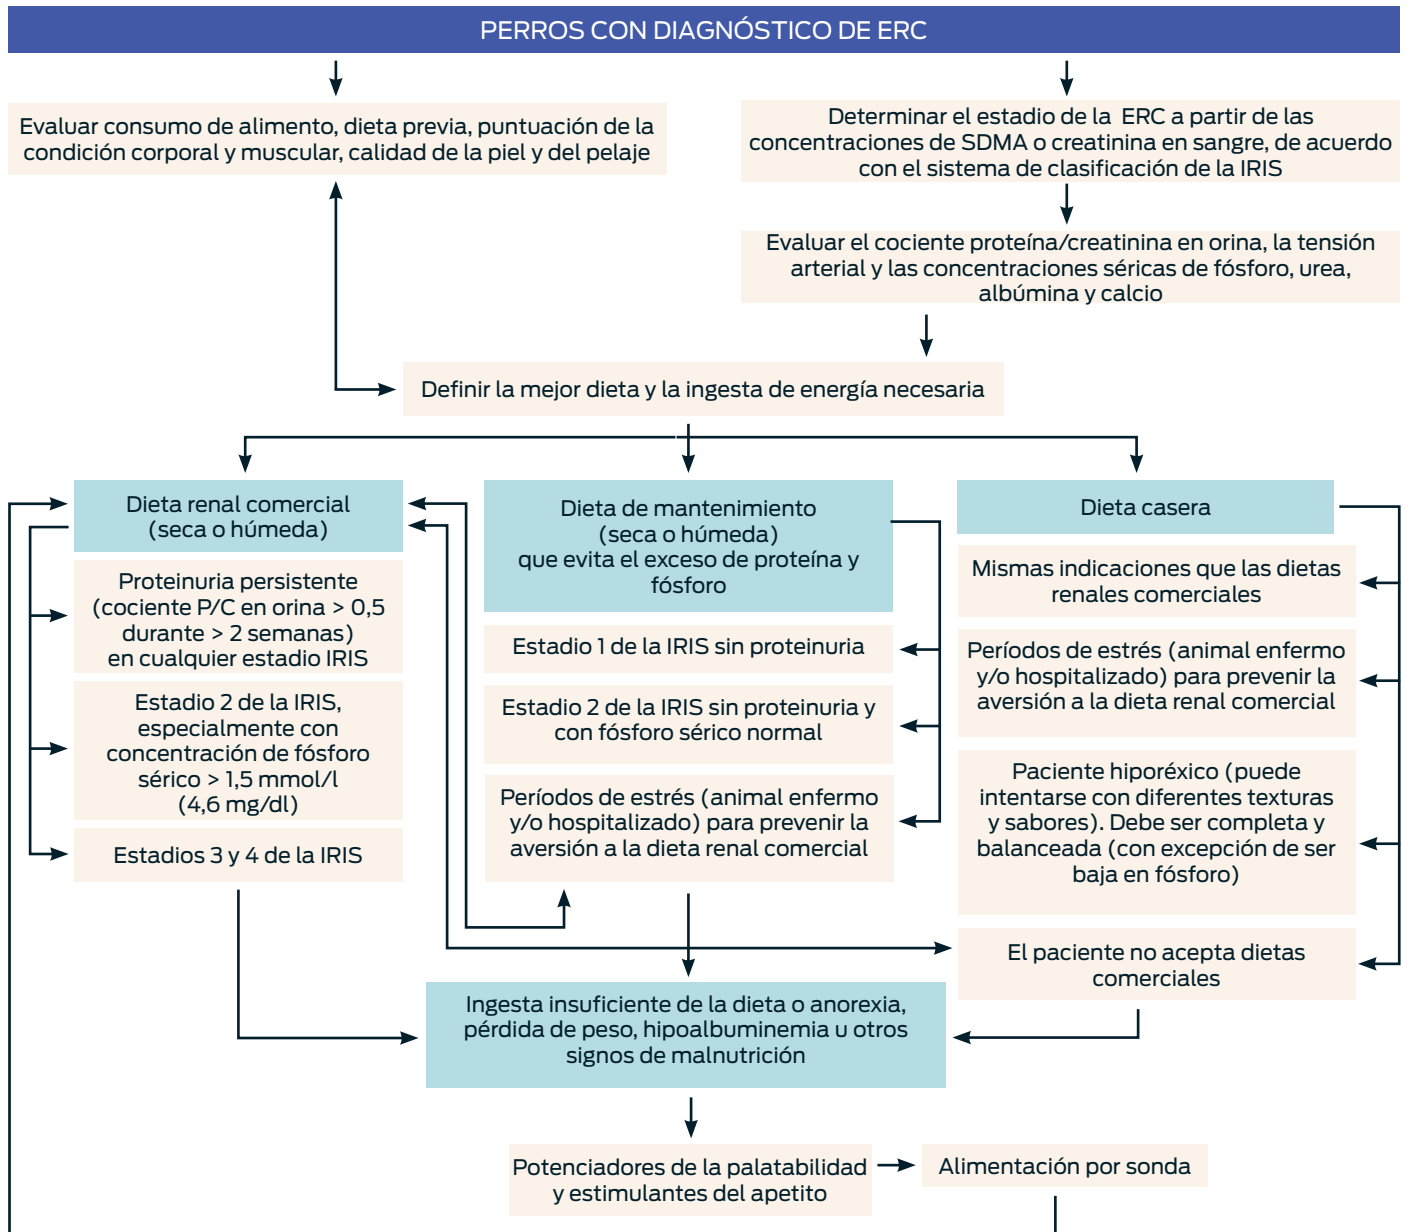 PERROS CON DIAGNÓSTICO DE ERC
Evaluar consumo de alimento, dieta previa, puntuación de la
condición corporal y muscular, calidad de la piel y del pelaje
Determinar el estadio de la ERC a partir de las
concentraciones de SDMA o creatinina en sangre, de acuerdo
con el sistema de clasificación de la IRIS
Evaluar el cociente proteína/creatinina en orina, la tensión
arterial y las concentraciones séricas de fósforo, urea,
albúmina y calcio
Definir la mejor dieta y la ingesta de energía necesaria
Dieta renal comercial
(seca o húmeda)
Proteinuria persistente
(cociente P/C en orina > 0,5
durante > 2 semanas)
en cualquier estadio IRIS
Estadio 2 de la IRIS,
especialmente con
concentración de fósforo
sérico > 1,5 mmol/l
(4,6 mg/dl)
Estadios 3 y 4 de la IRIS
Dieta de mantenimiento
(seca o húmeda)
que evita el exceso de proteína y
fósforo
Estadio 1 de la IRIS sin proteinuria
Estadio 2 de la IRIS sin proteinuria y
con fósforo sérico normal
Períodos de estrés (animal enfermo
y/o hospitalizado) para prevenir la
aversión a la dieta renal comercial
Dieta casera
Mismas indicaciones que las dietas
renales comerciales
Períodos de estrés (animal enfermo
y/o hospitalizado) para prevenir la
aversión a la dieta renal comercial
Paciente hiporéxico (puede
intentarse con diferentes texturas
y sabores). Debe ser completa y
balanceada (con excepción de ser
baja en fósforo)
El paciente no acepta dietas
comerciales
Ingesta insuficiente de la dieta o anorexia,
pérdida de peso, hipoalbuminemia u otros
signos de malnutrición
Potenciadores de la palatabilidad
y estimulantes del apetito
Alimentación por sonda